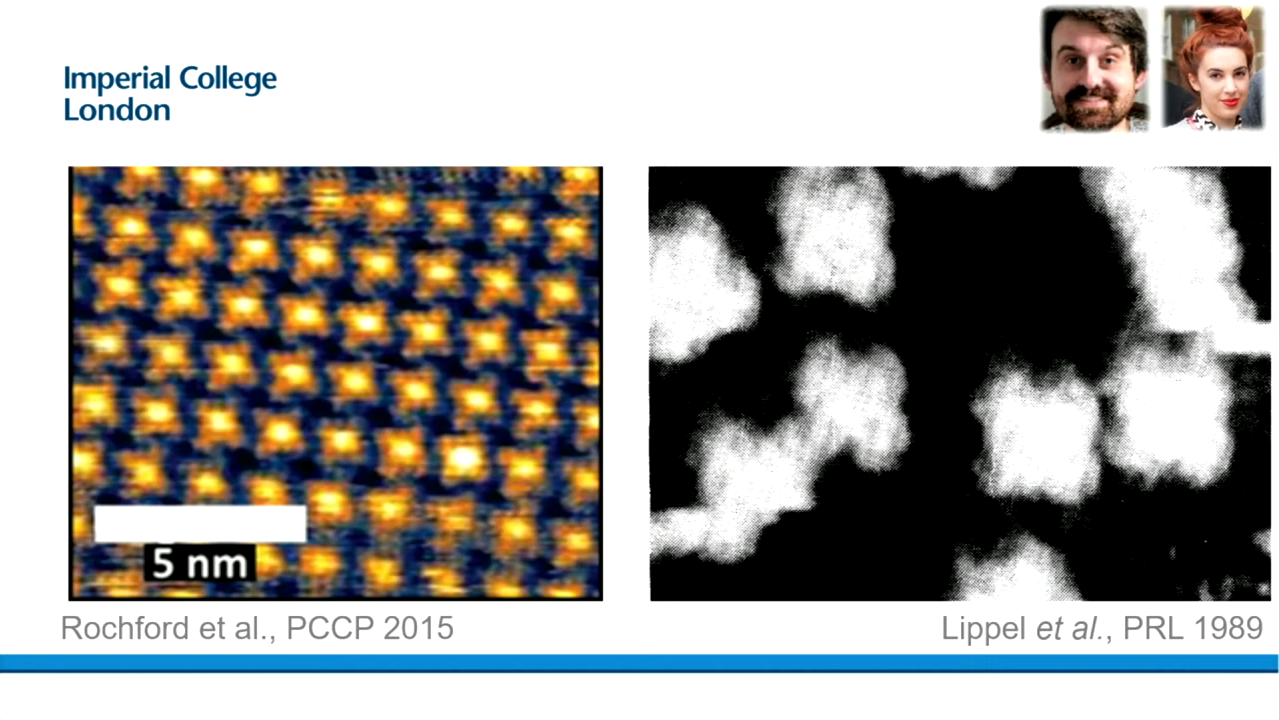 Imperial College
London
5 nm
Rochford et al., PCCP 2015
Lippel et al., PRL 1989